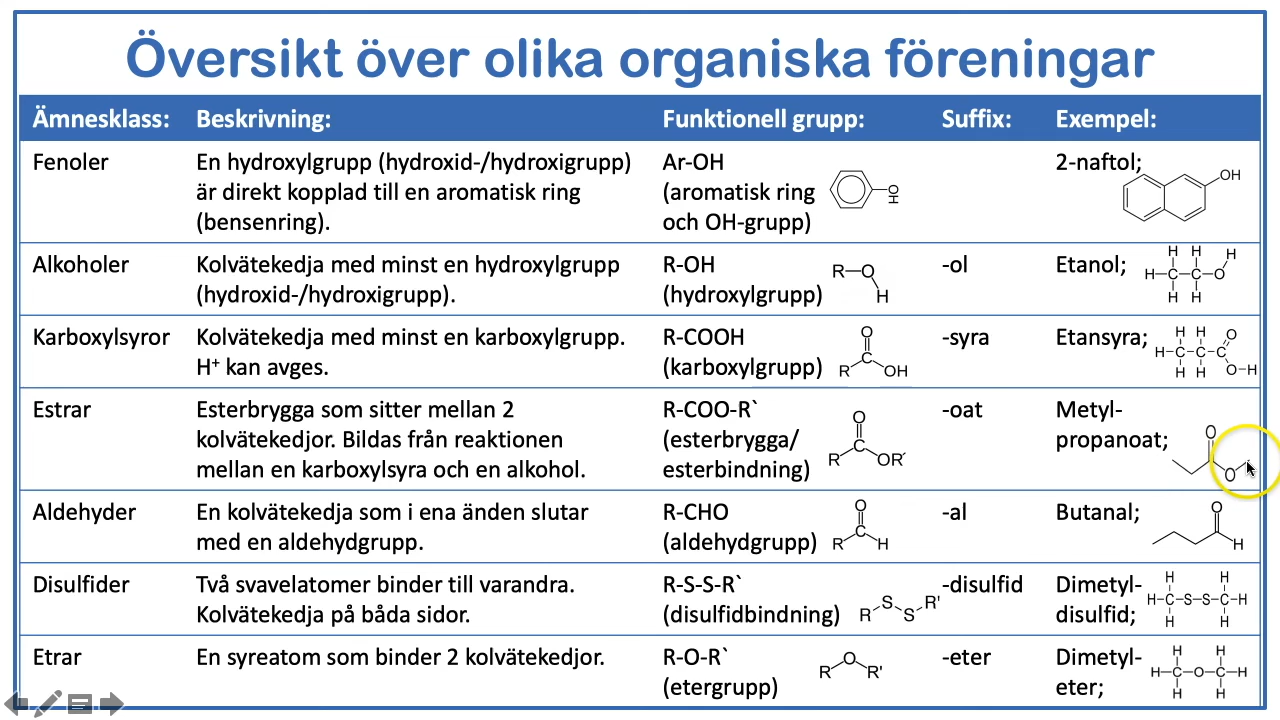 Översikt över olika organiska föreningar
Ämnesklass: Beskrivning: Funktionell grupp: Suffix: Exempel:
Fenoler
En hydroxylgrupp (hydroxid-/hydroxigrupp)
är direkt kopplad till en aromatisk ring
(bensenring).
Ar-OH
(aromatisk ring
och OH-grupp)
OH
2-naftol;
OH
Alkoholer
Kolvätekedja med minst en hydroxylgrupp
(hydroxid-/hydroxigrupp).
R-OH
(hydroxylgrupp)
R-O
H
-ol
Etanol;
H H H
H-C-C-O
H H
Karboxylsyror
Kolvätekedja med minst en karboxylgrupp.
H⁺ kan avges.
R-COOH
(karboxylgrupp)
O
C
R OH
-syra
Etansyra;
H H O
H-C-C-C
H H O-H
Estrar
Esterbrygga som sitter mellan 2
kolvätekedjor. Bildas från reaktionen
mellan en karboxylsyra och en alkohol.
R-COO-R`
(esterbrygga/
esterbindning)
O
C
R OR´
-oat
Metyl-
propanoat;
O
O
Aldehyder
En kolvätekedja som i ena änden slutar
med en aldehydgrupp.
R-CHO
(aldehydgrupp)
O
C
R H
-al
Butanal;
O
H
Disulfider
Två svavelatomer binder till varandra.
Kolvätekedja på båda sidor.
R-S-S-R`
(disulfidbindning)
S R'
R S
-disulfid
Dimetyl-
disulfid;
H H
H-C-S-S-C-H
H H
Etrar
En syreatom som binder 2 kolvätekedjor.
R-O-R`
(etergrupp)
O
R R'
-eter
Dimetyl-
eter;
H H
H-C-O-C-H
H H